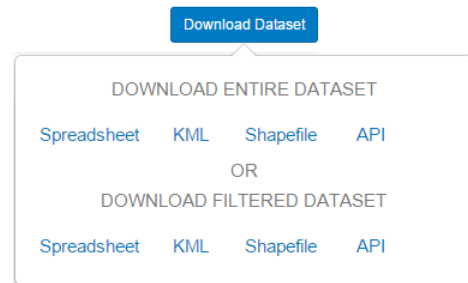 Download Dataset
DOWNLOAD ENTIRE DATASET
Spreadsheet KML Shapefile API
OR
DOWNLOAD FILTERED DATASET
Spreadsheet KML Shapefile API